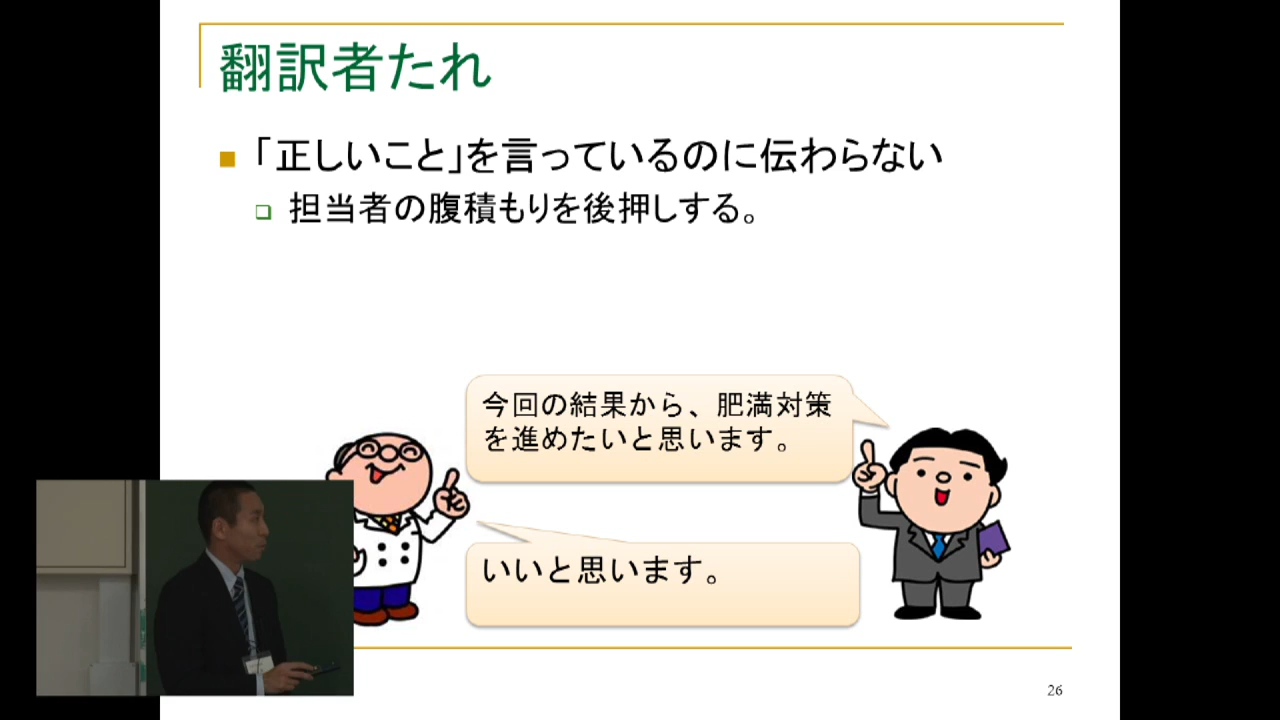 翻訳者たれ
「正しいこと」を言っているのに伝わらない
担当者の腹積もりを後押しする。
今回の結果から、肥満対策
を進めたいと思います。
いいと思います。
26